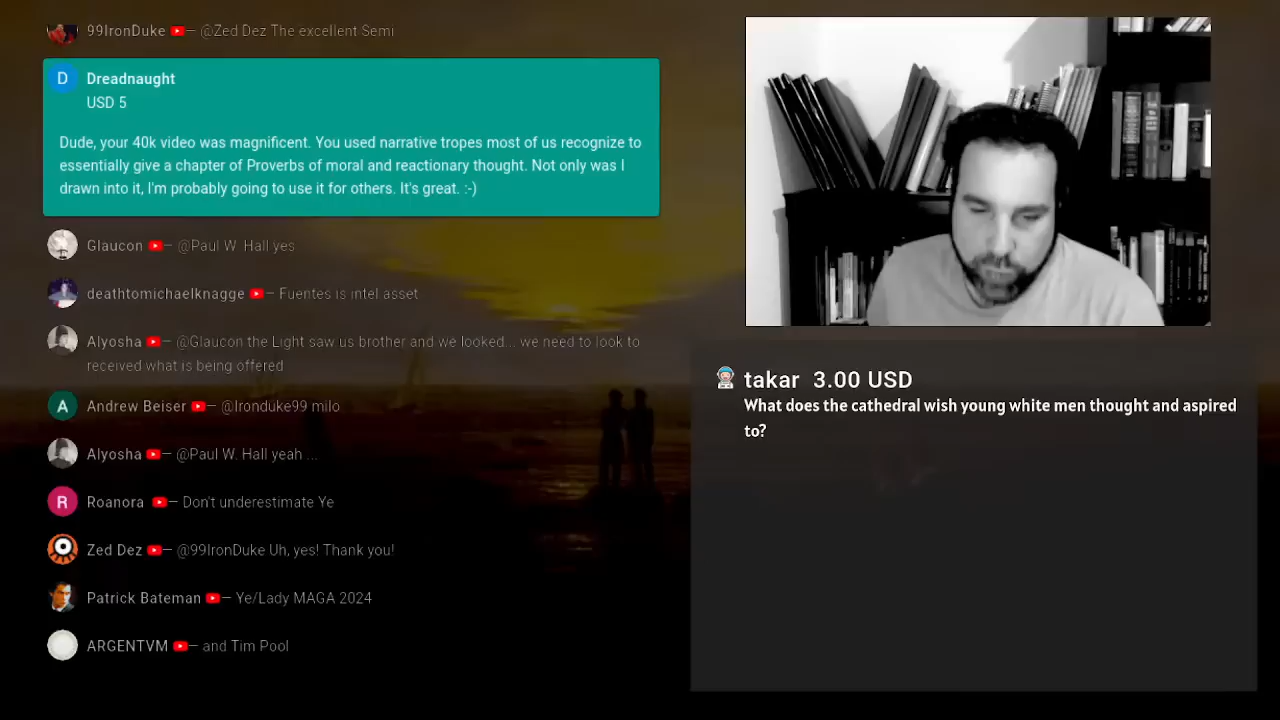 99IronDuke — @Zed Dez The excellent Semi
D Dreadnaught
USD 5
Dude, your 40k video was magnificent. You used narrative tropes most of us recognize to
essentially give a chapter of Proverbs of moral and reactionary thought. Not only was I
drawn into it, I'm probably going to use it for others. It's great. :-)
Glaucon — @Paul W. Hall yes
deathtomichaelknagge — Fuentes is intel asset
Alyosha — @Glaucon the Light saw us brother and we looked... we need to look to
received what is being offered
A Andrew Beiser — @Ironduke99 milo
Alyosha — @Paul W. Hall yeah ...
R Roanora — Don't underestimate Ye
Zed Dez — @99IronDuke Uh, yes! Thank you!
Patrick Bateman — Ye/Lady MAGA 2024
ARGENTVM — and Tim Pool
takar 3.00 USD
What does the cathedral wish young white men thought and aspired
to?